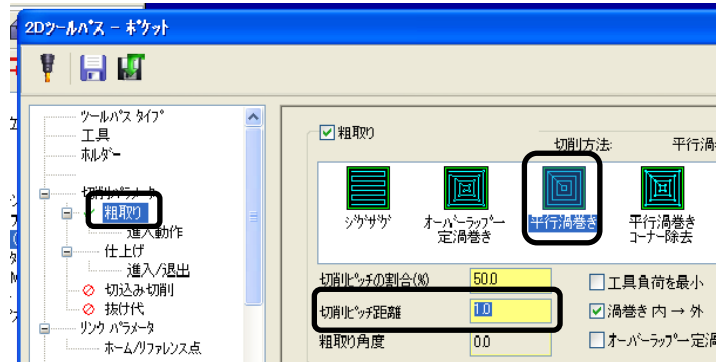 2Dツールパス - ポケット
ツールパス タイプ
工具
ホルダー
切削パラメータ
粗取り
進入動作
仕上げ
進入/退出
切込み切削
抜け代
リンク パラメータ
ホーム/リファレンス点
粗取り
切削方法: 平行渦
ジグザグ
オーバーラップ一定渦巻き
平行渦巻き
平行渦巻き コーナー除去
切削ピッチの割合(%) 50.0
工具負荷を最小
切削ピッチ距離 1.0
渦巻き 内 → 外
粗取り角度 0.0
オーバーラップ一定渦